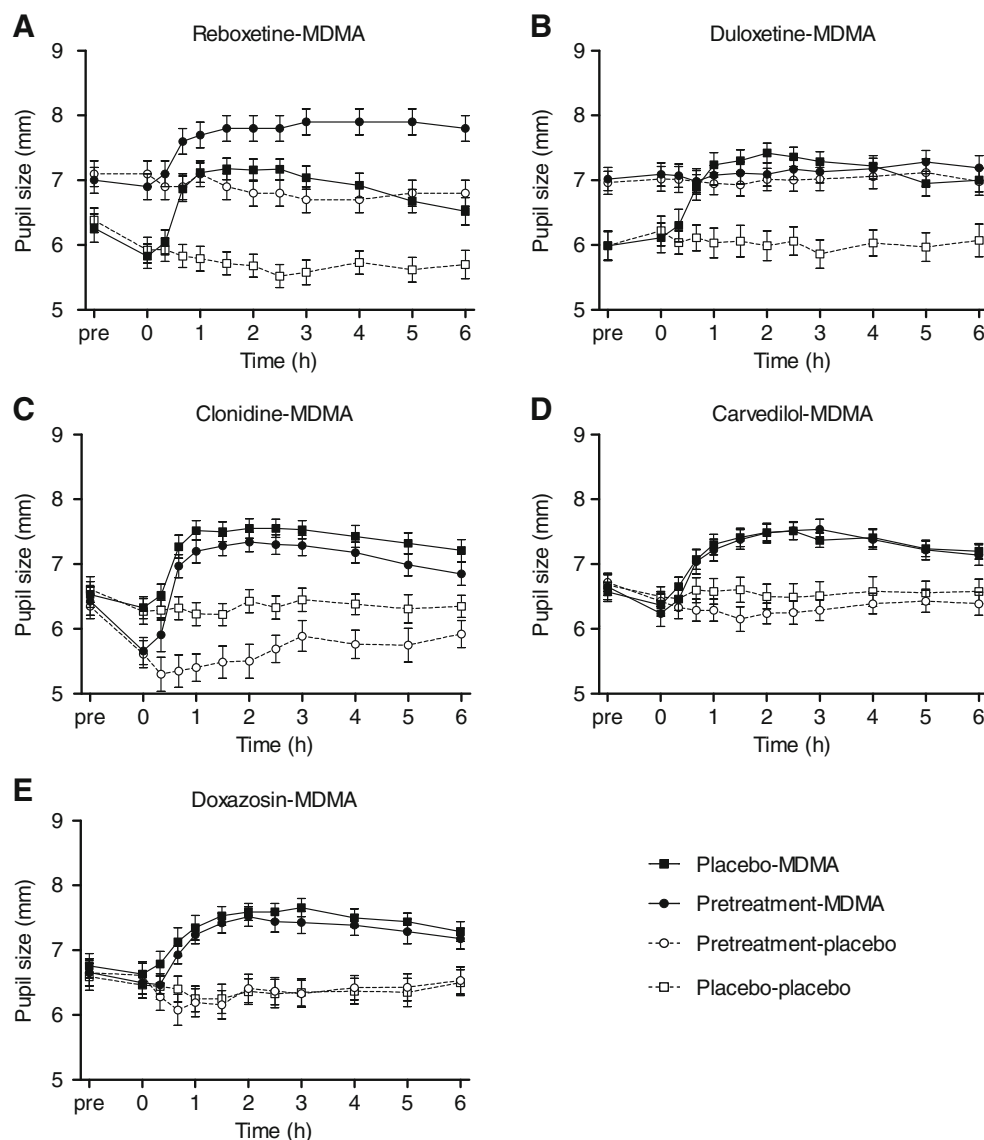 A
Reboxetine-MDMA
Pupil size (mm)
9
8
7
6
5
pre 0 1 2 3 4 5 6
Time (h)
B
Duloxetine-MDMA
Pupil size (mm)
9
8
7
6
5
pre 0 1 2 3 4 5 6
Time (h)
C
Clonidine-MDMA
Pupil size (mm)
9
8
7
6
5
pre 0 1 2 3 4 5 6
Time (h)
D
Carvedilol-MDMA
Pupil size (mm)
9
8
7
6
5
pre 0 1 2 3 4 5 6
Time (h)
E
Doxazosin-MDMA
Pupil size (mm)
9
8
7
6
5
pre 0 1 2 3 4 5 6
Time (h)
Placebo-MDMA
Pretreatment-MDMA
Pretreatment-placebo
Placebo-placebo